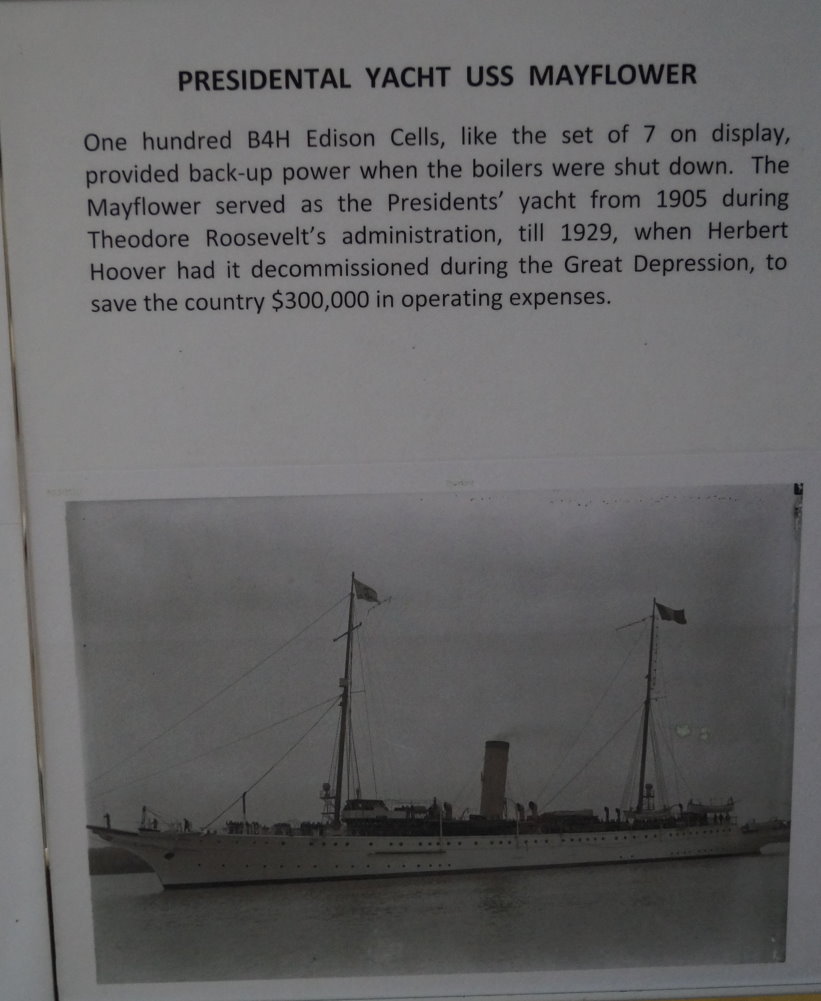 PRESIDENTAL YACHT USS MAYFLOWER
One hundred B4H Edison Cells, like the set of 7 on display,
provided back-up power when the boilers were shut down. The
Mayflower served as the Presidents' yacht from 1905 during
Theodore Roosevelt's administration, till 1929, when Herbert
Hoover had it decommissioned during the Great Depression, to
save the country $300,000 in operating expenses.